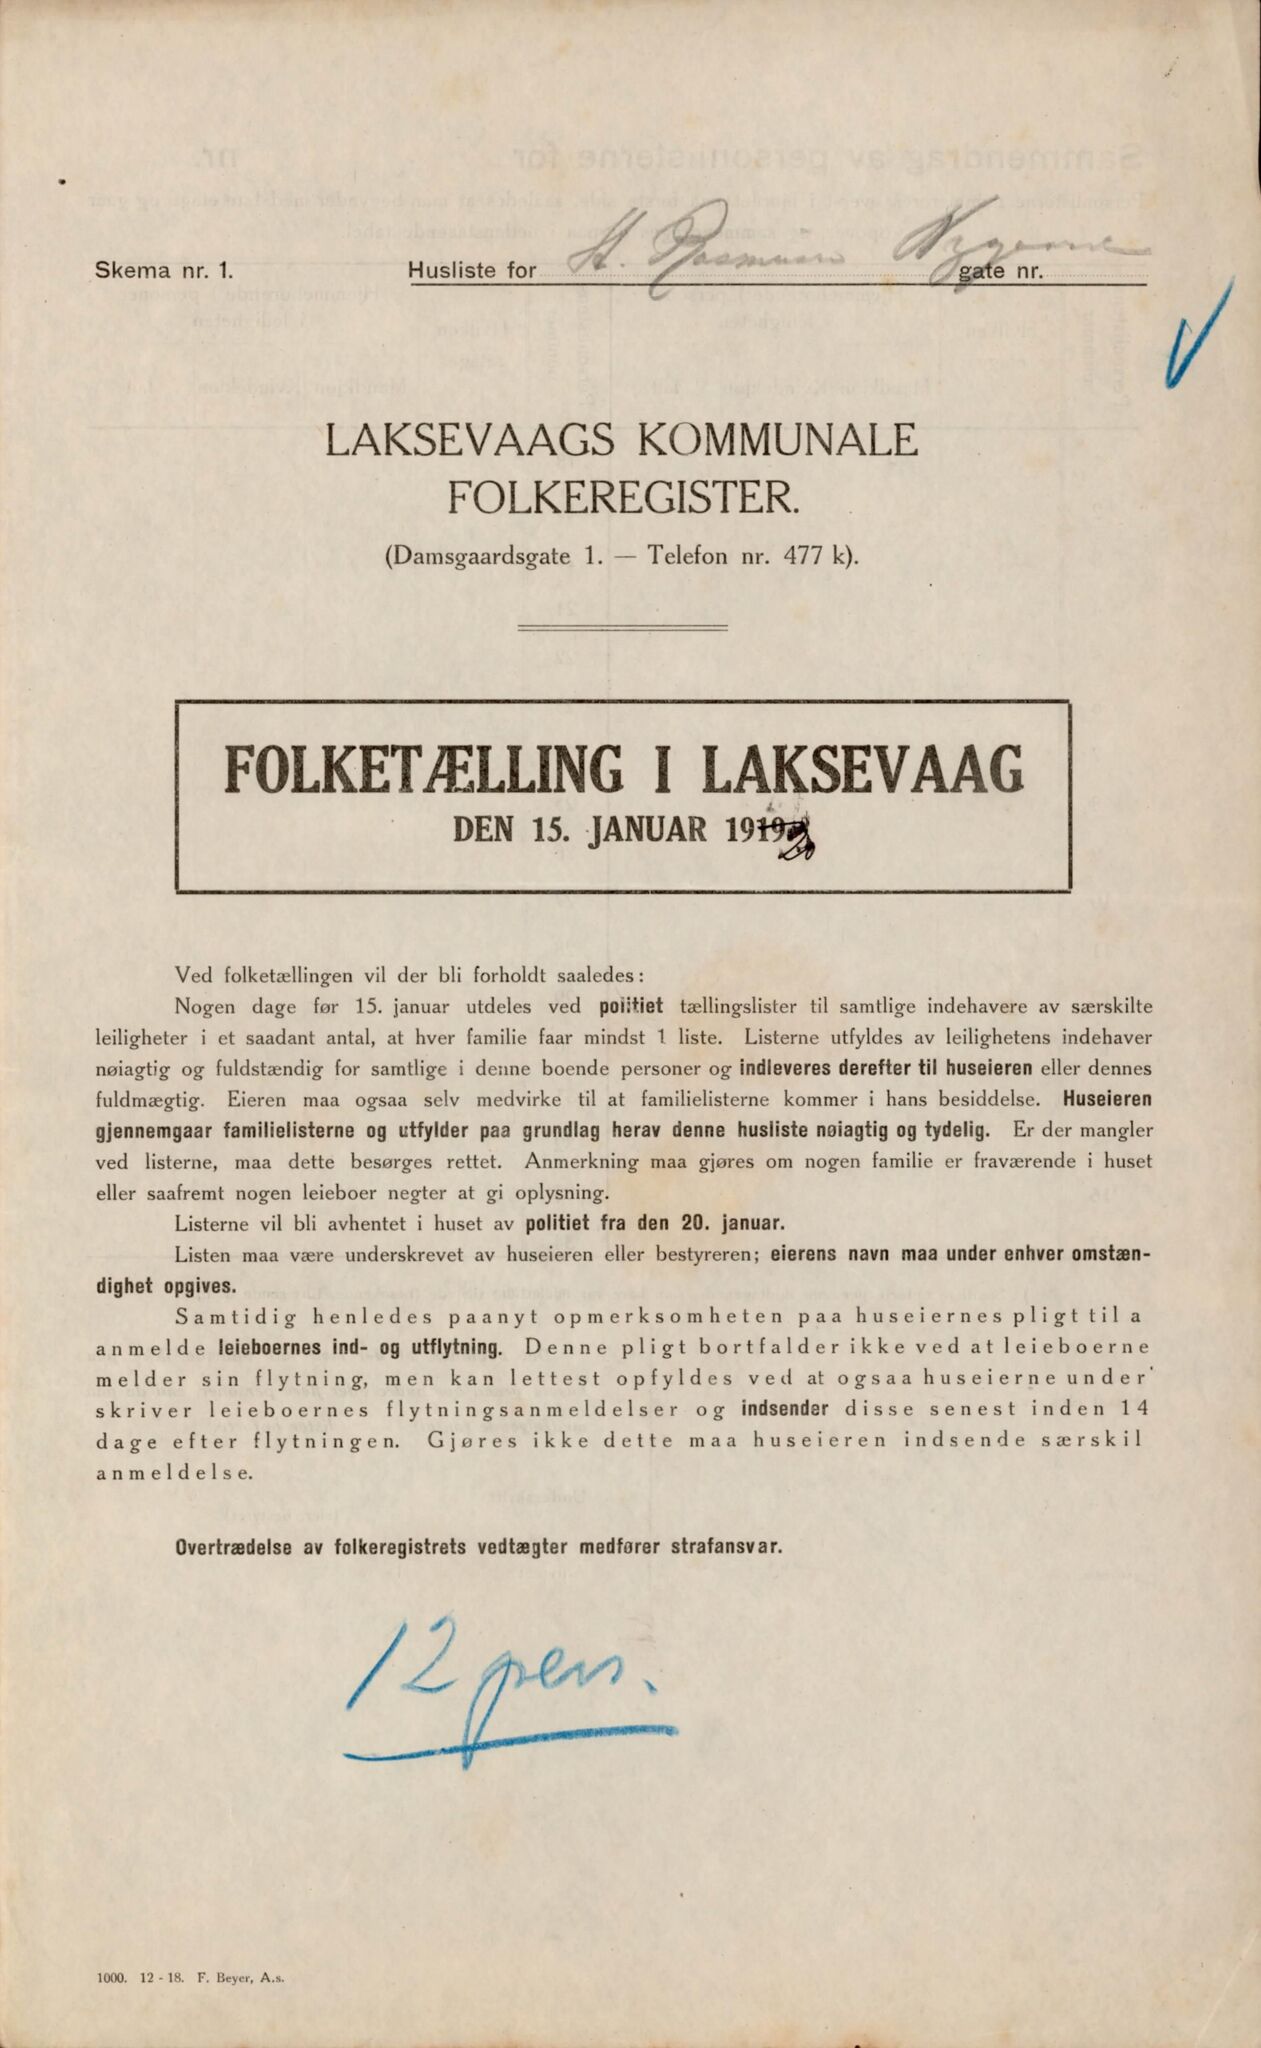 Skema nr. 1. Husliste for St. Rasmussen Nygaard gate nr.
LAKSEVAAGS KOMMUNALE
FOLKEREGISTER.
(Damsgaardsgate 1. — Telefon nr. 477 k).
FOLKETÆLLING I LAKSEVAAG
DEN 15. JANUAR 1920
Ved folketællingen vil der bli forholdt saaledes:
Nogen dage før 15. januar utdeles ved politiet tællingslister til samtlige indehavere av særskilte
leiligheter i et saadant antal, at hver familie faar mindst 1 liste. Listerne utfyldes av leilighetens indehaver
nøiagtig og fuldstændig for samtlige i denne boende personer og indleveres derefter til huseieren eller dennes
fuldmægtig. Eieren maa ogsaa selv medvirke til at familielisterne kommer i hans besiddelse. Huseieren
gjennemgaar familielisterne og utfylder paa grundlag herav denne husliste nøiagtig og tydelig. Er der mangler
ved listerne, maa dette besørges rettet. Anmerkning maa gjøres om nogen familie er fraværende i huset
eller saafremt nogen leieboer negter at gi oplysning.
Listerne vil bli avhentet i huset av politiet fra den 20. januar.
Listen maa være underskrevet av huseieren eller bestyreren; eierens navn maa under enhver omstæn-
dighet opgives.
Samtidig henledes paanyt opmerksomheten paa huseiernes pligt til a
anmelde leieboernes ind- og utflytning. Denne pligt bortfalder ikke ved at leieboerne
melder sin flytning, men kan lettest opfyldes ved at ogsaa huseierne under
skriver leieboernes flytningsanmeldelser og indsender disse senest inden 14
dage efter flytningen. Gjøres ikke dette maa huseieren indsende særskil
anmeldelse.
Overtrædelse av folkeregistrets vedtægter medfører strafansvar.
12 pers.
1000. 12 - 18. F. Beyer, A.s.